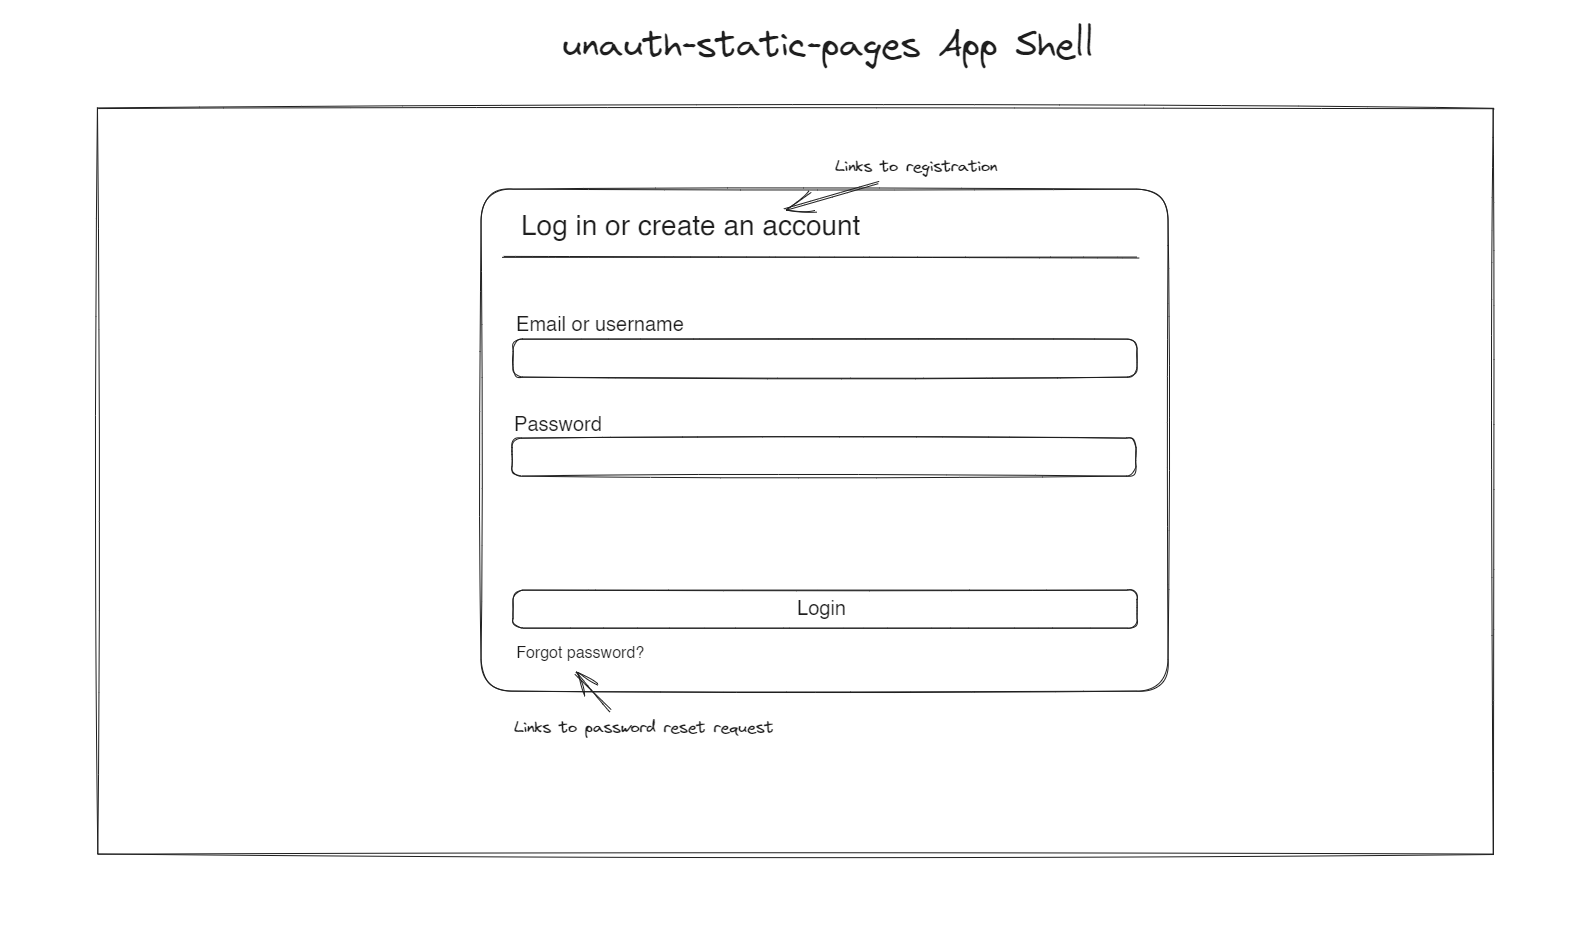 unauth-static-pages App Shell
Links to registration
Log in or create an account
Email or username
Password
Login
Forgot password?
Links to password reset request